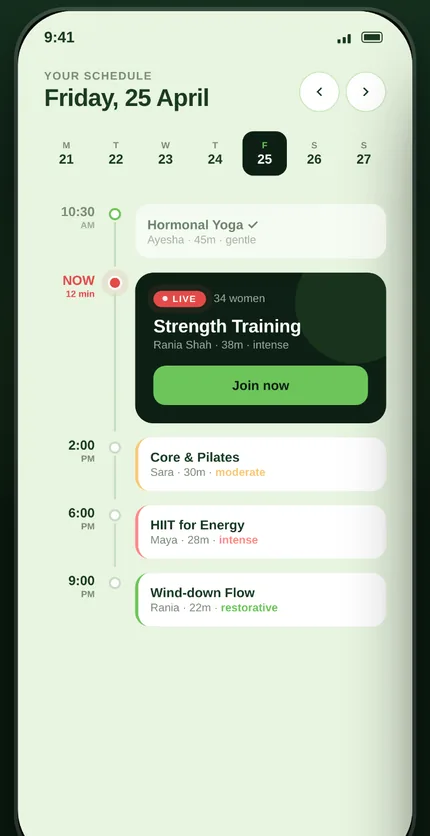 9:41
YOUR SCHEDULE
Friday, 25 April
M T W T F S S
21 22 23 24 25 26 27
10:30
AM
Hormonal Yoga ✓
Ayesha · 45m · gentle
NOW
12 min
LIVE 34 women
Strength Training
Rania Shah · 38m · intense
Join now
2:00
PM
Core & Pilates
Sara · 30m · moderate
6:00
PM
HIIT for Energy
Maya · 28m · intense
9:00
PM
Wind-down Flow
Rania · 22m · restorative